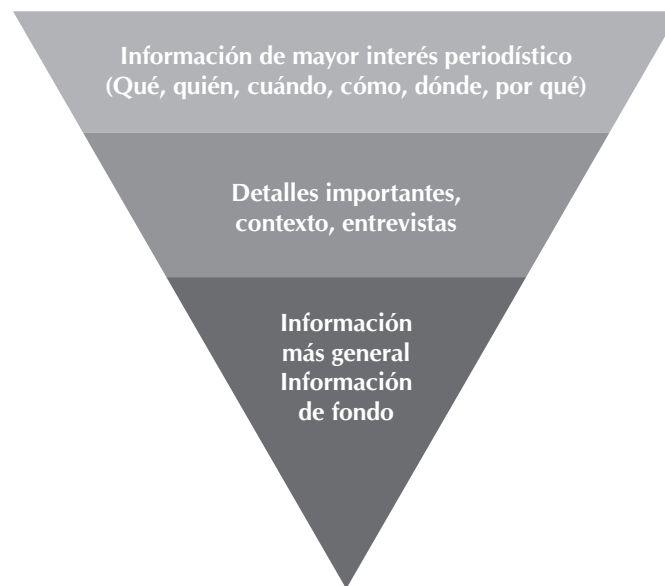 Información de mayor interés periodístico
(Qué, quién, cuándo, cómo, dónde, por qué)
Detalles importantes,
contexto, entrevistas
Información
más general
Información
de fondo